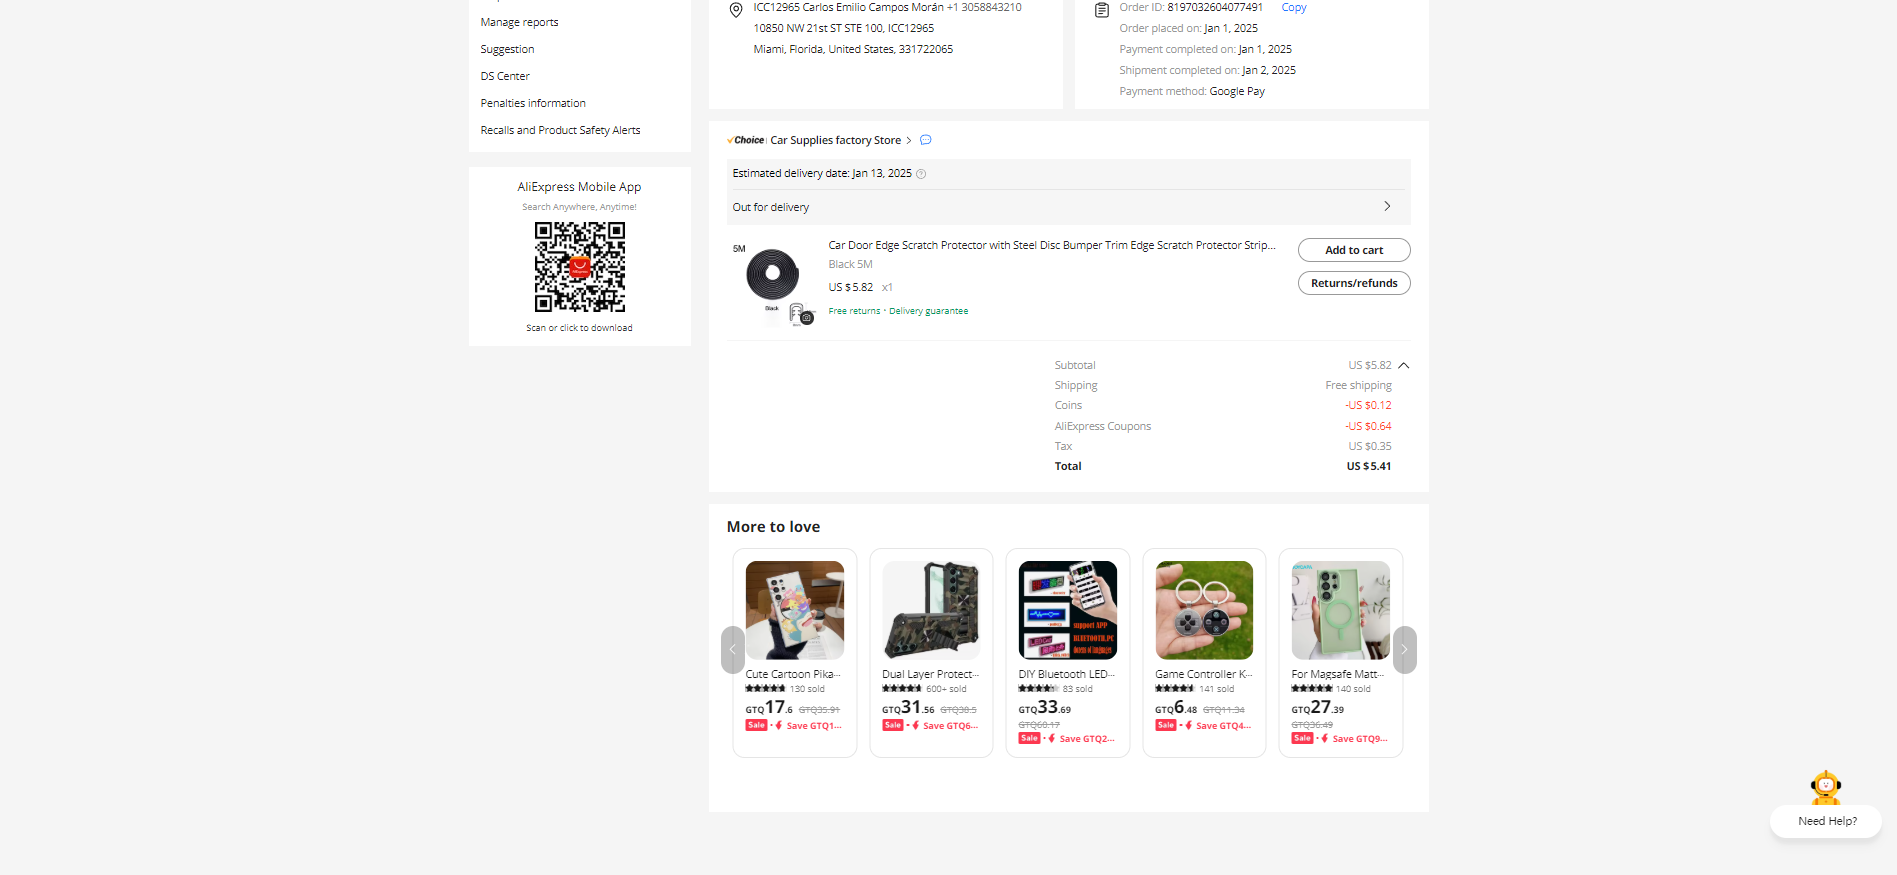 Manage reports
Suggestion
DS Center
Penalties information
Recalls and Product Safety Alerts
AliExpress Mobile App
Search Anywhere, Anytime!
Scan or click to download
ICC12965 Carlos Emilio Campos Morán +1 3058843210
10850 NW 21st ST STE 100, ICC12965
Miami, Florida, United States, 331722065
Order ID: 8197032604077491 Copy
Order placed on: Jan 1, 2025
Payment completed on: Jan 1, 2025
Shipment completed on: Jan 2, 2025
Payment method: Google Pay
Choice Car Supplies factory Store
Estimated delivery date: Jan 13, 2025
Out for delivery
5M
Black
Car Door Edge Scratch Protector with Steel Disc Bumper Trim Edge Scratch Protector Strip...
Black 5M
US $5.82 x1
Free returns · Delivery guarantee
Add to cart
Returns/refunds
Subtotal US $5.82
Shipping Free shipping
Coins -US $0.12
AliExpress Coupons -US $0.64
Tax US $0.35
Total US $5.41
More to love
Cute Cartoon Pika...
130 sold
GTQ17.6 GTQ35.91
Sale · Save GTQ1...
Dual Layer Protect...
600+ sold
GTQ31.56 GTQ38.5
Sale · Save GTQ6...
support APP
BLUETOOTH,PC
dozens of languages
DIY Bluetooth LED...
83 sold
GTQ33.69
GTQ60.17
Sale · Save GTQ2...
Game Controller K...
141 sold
GTQ6.48 GTQ11.34
Sale · Save GTQ4...
For Magsafe Matt...
140 sold
GTQ27.39
GTQ36.49
Sale · Save GTQ9...
Need Help?